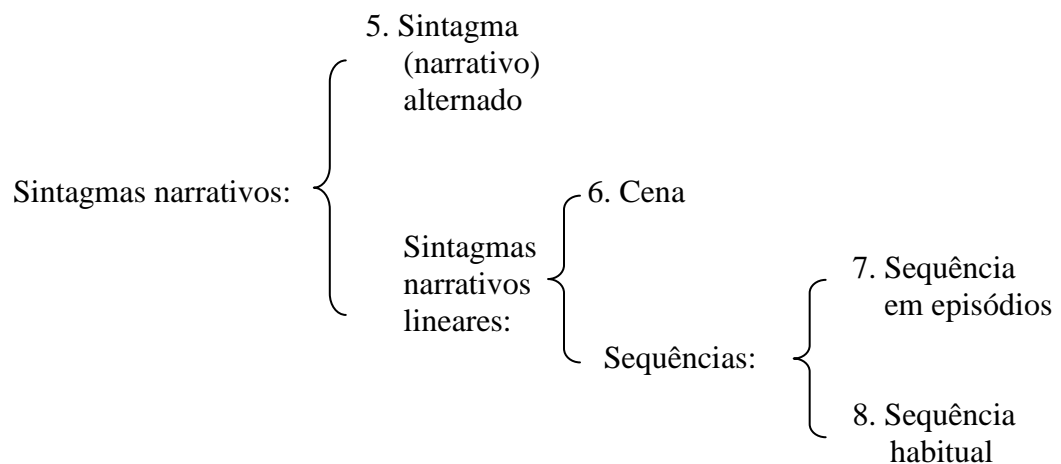 5. Sintagma
(narrativo)
alternado
Sintagmas narrativos:
6. Cena
Sintagmas
narrativos
lineares:
7. Sequência
em episódios
Sequências:
8. Sequência
habitual